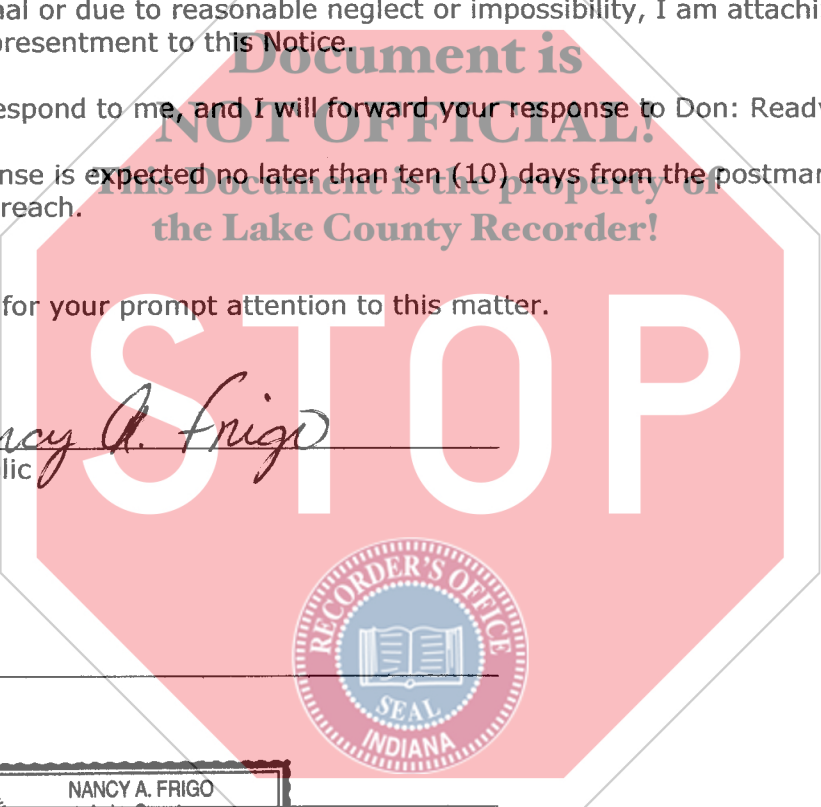 nal or due to reasonable neglect or impossibility, I am attachi
presentment to this Notice.
Document is
espond to me, and I will forward your response to Don: Ready
NOT OFFICIAL!
nse is expected no later than ten (10) days from the postmar
This Document is the property of
reach.
the Lake County Recorder!
for your prompt attention to this matter.
STOP
ncy A. Frigo
lic
RECORDER'S OFFICE
SEAL
INDIANA
NANCY A. FRIGO